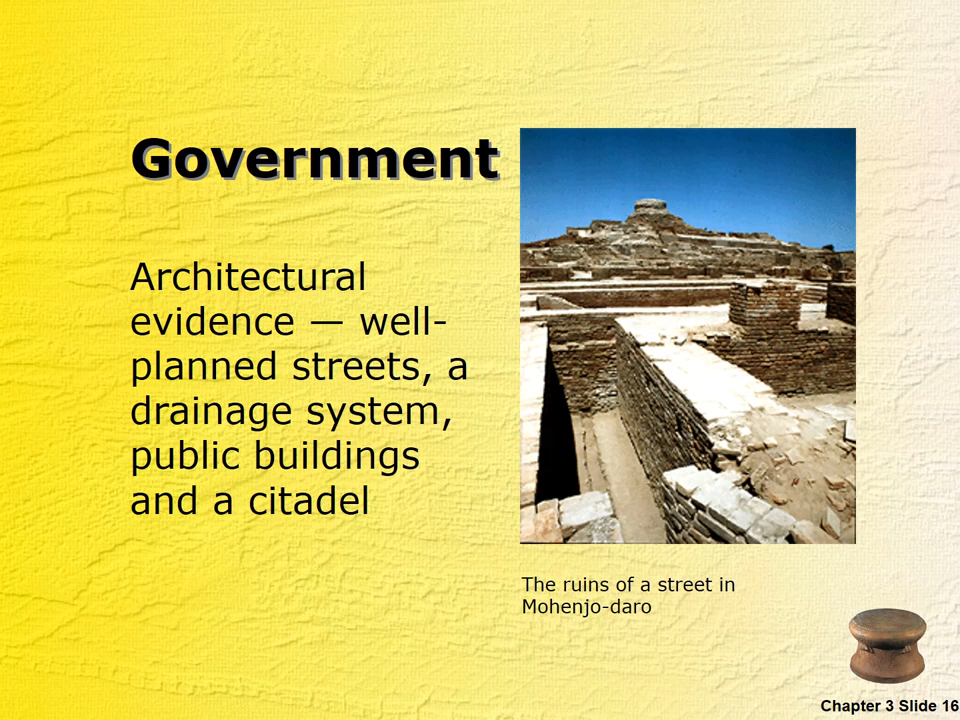 Government
Architectural
evidence — well-
planned streets, a
drainage system,
public buildings
and a citadel
The ruins of a street in
Mohenjo-daro
Chapter 3 Slide 16